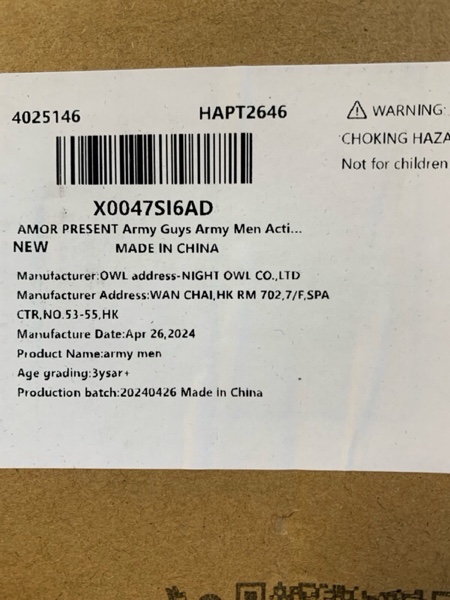 4025146 HAPT2646
X0047SI6AD
AMOR PRESENT Army Guys Army Men Acti...
NEW MADE IN CHINA
Manufacturer:OWL address-NIGHT OWL CO.,LTD
Manufacturer Address:WAN CHAI,HK RM 702,7/F,SPA
CTR,NO.53-55,HK
Manufacture Date:Apr 26,2024
Product Name:army men
Age grading:3ysar+
Production batch:20240426 Made in China
WARNING:
CHOKING HAZA
Not for children